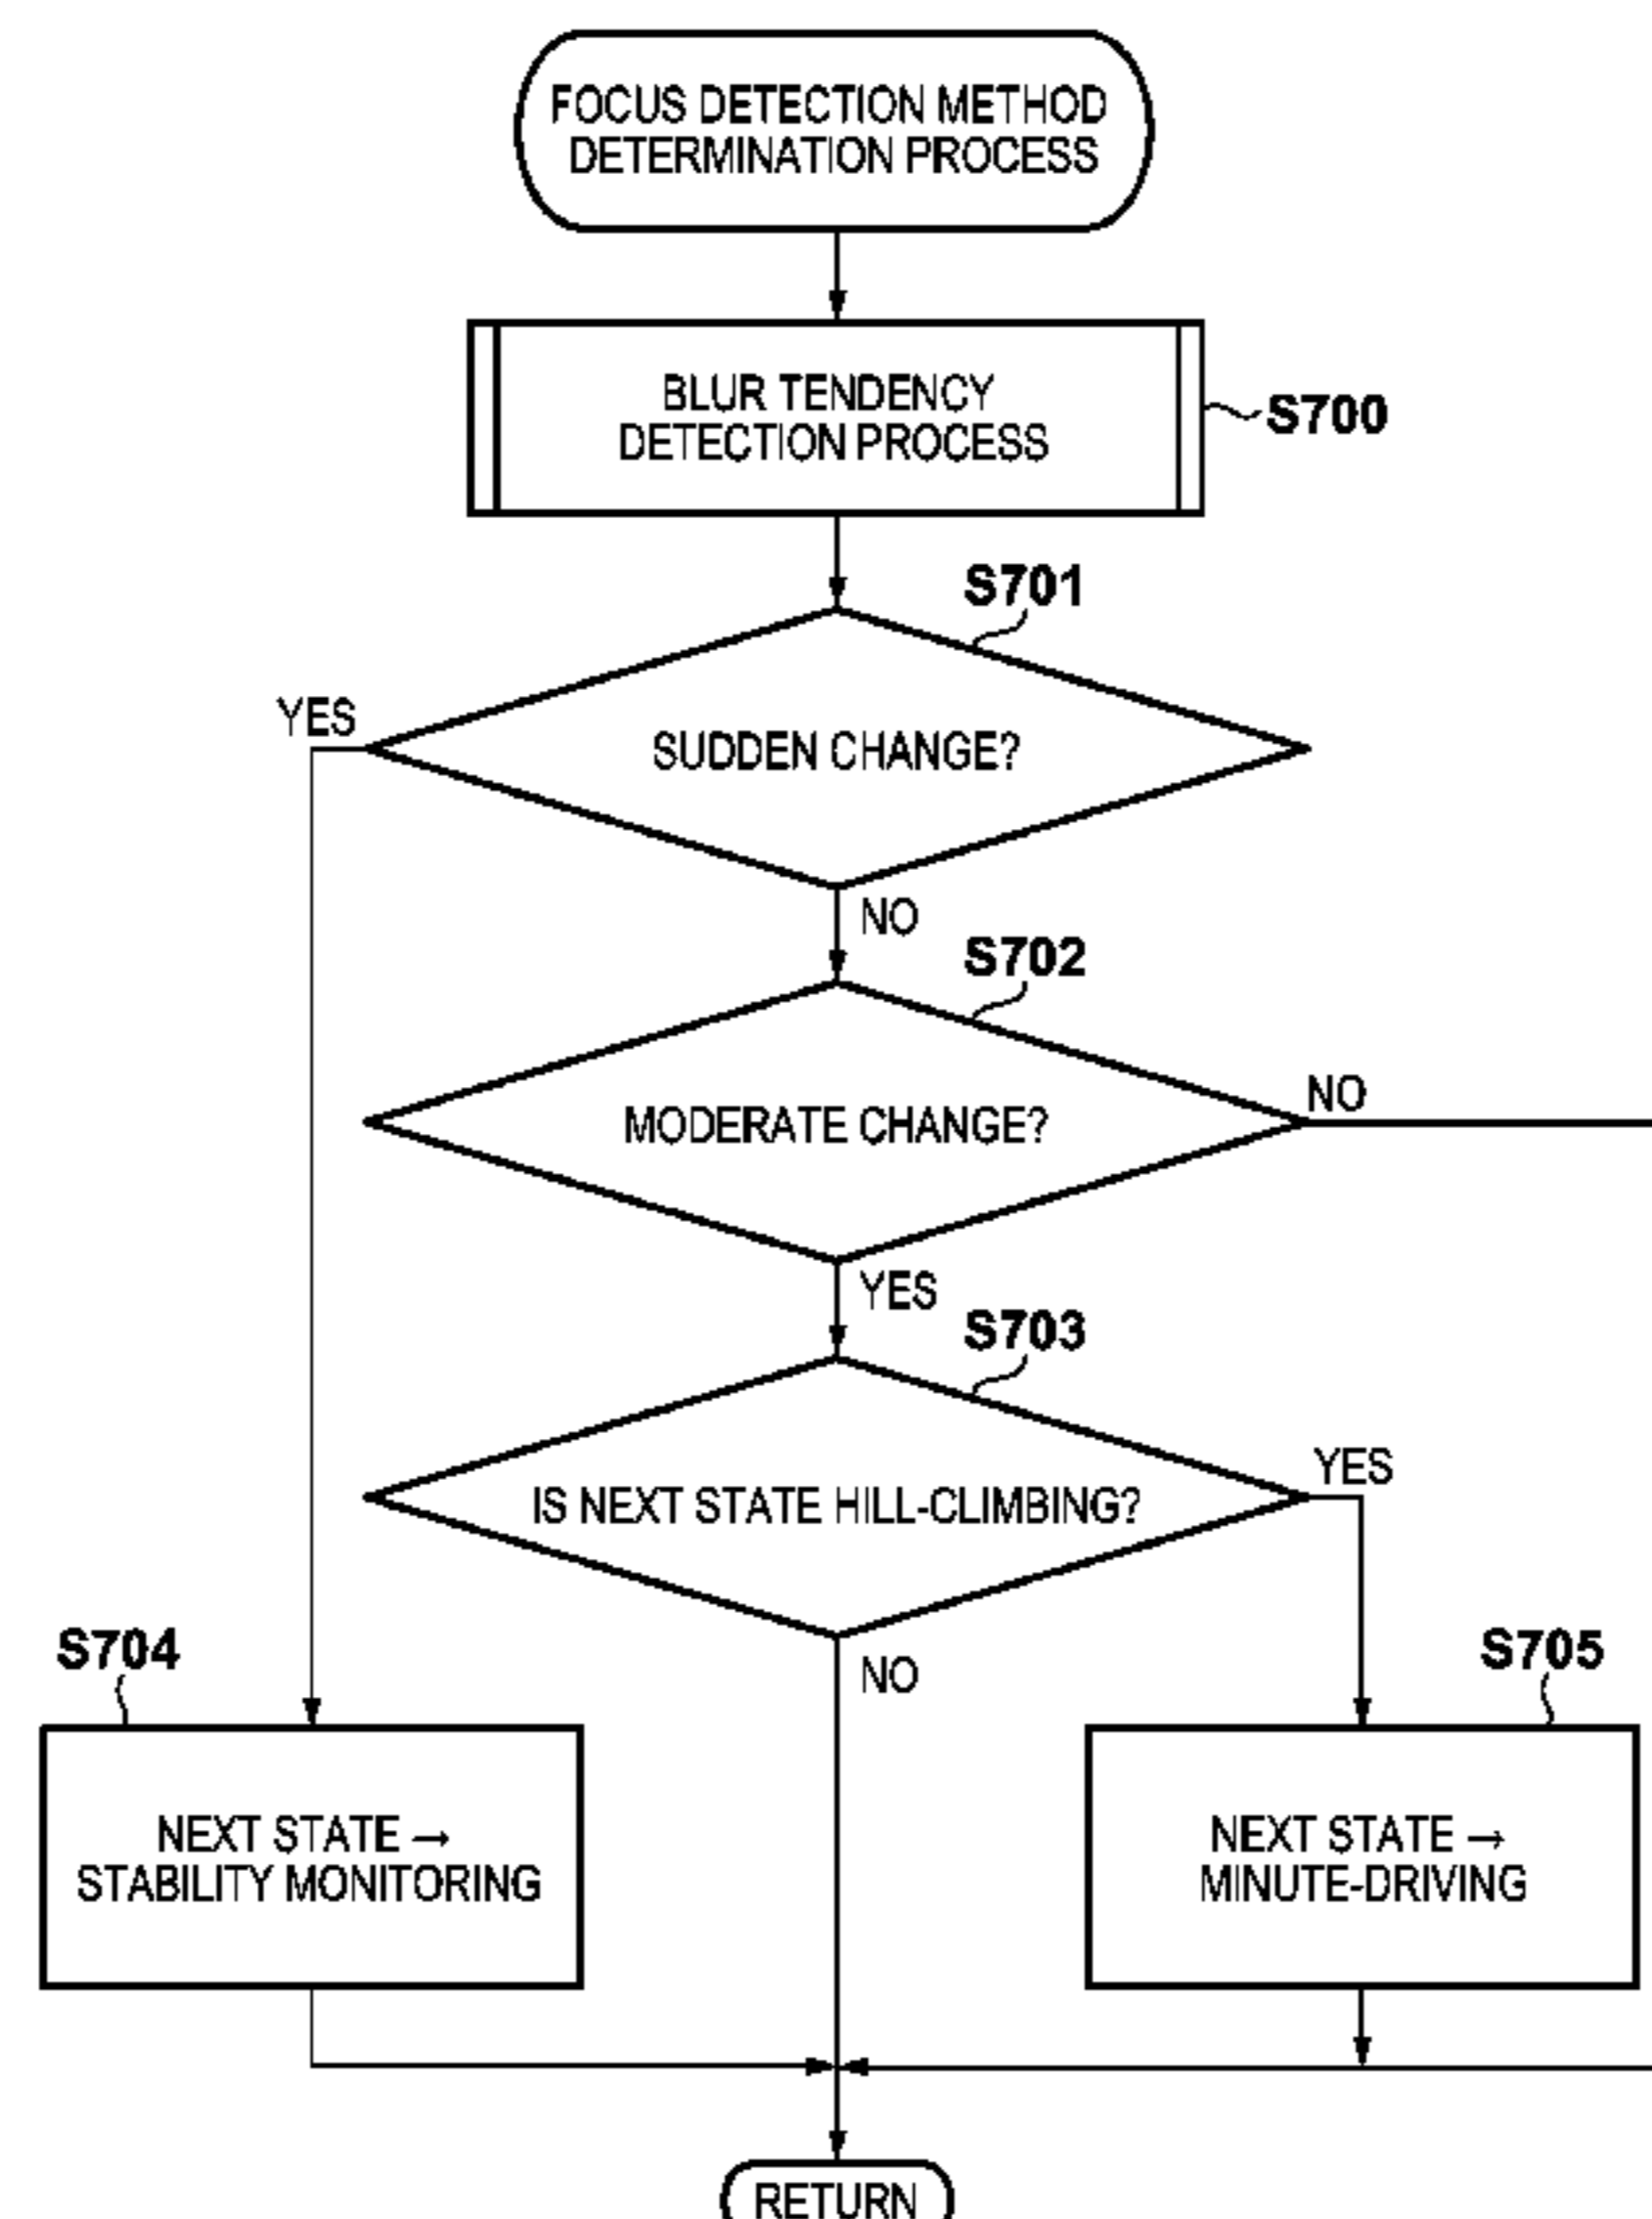 FOCUS DETECTION METHOD
DETERMINATION PROCESS
BLUR TENDENCY
DETECTION PROCESS
S700
S701
YES
SUDDEN CHANGE?
NO
S702
NO
MODERATE CHANGE?
YES
S703
YES
IS NEXT STATE HILL-CLIMBING?
S704
NO
S705
NEXT STATE →
STABILITY MONITORING
NEXT STATE →
MINUTE-DRIVING
RETURN